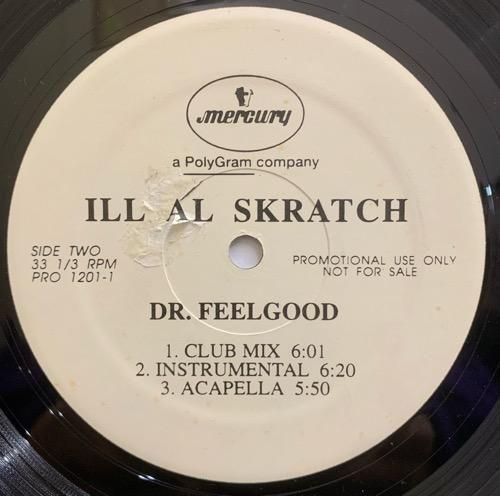 mercury
a PolyGram company
ILL AL SKRATCH
SIDE TWO
33 1/3 RPM
PRO 1201-1
PROMOTIONAL USE ONLY
NOT FOR SALE
DR. FEELGOOD
1. CLUB MIX 6:01
2. INSTRUMENTAL 6:20
3. ACAPELLA 5:50